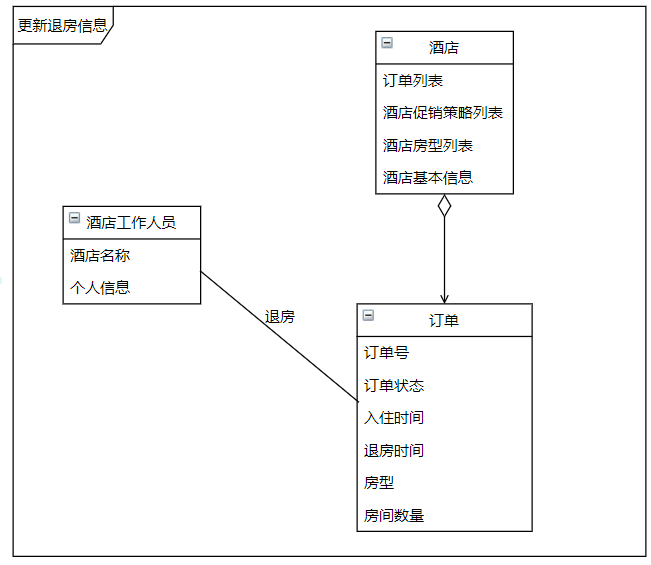 更新退房信息
酒店
订单列表
酒店促销策略列表
酒店房型列表
酒店基本信息
酒店工作人员
酒店名称
个人信息
退房
订单
订单号
订单状态
入住时间
退房时间
房型
房间数量